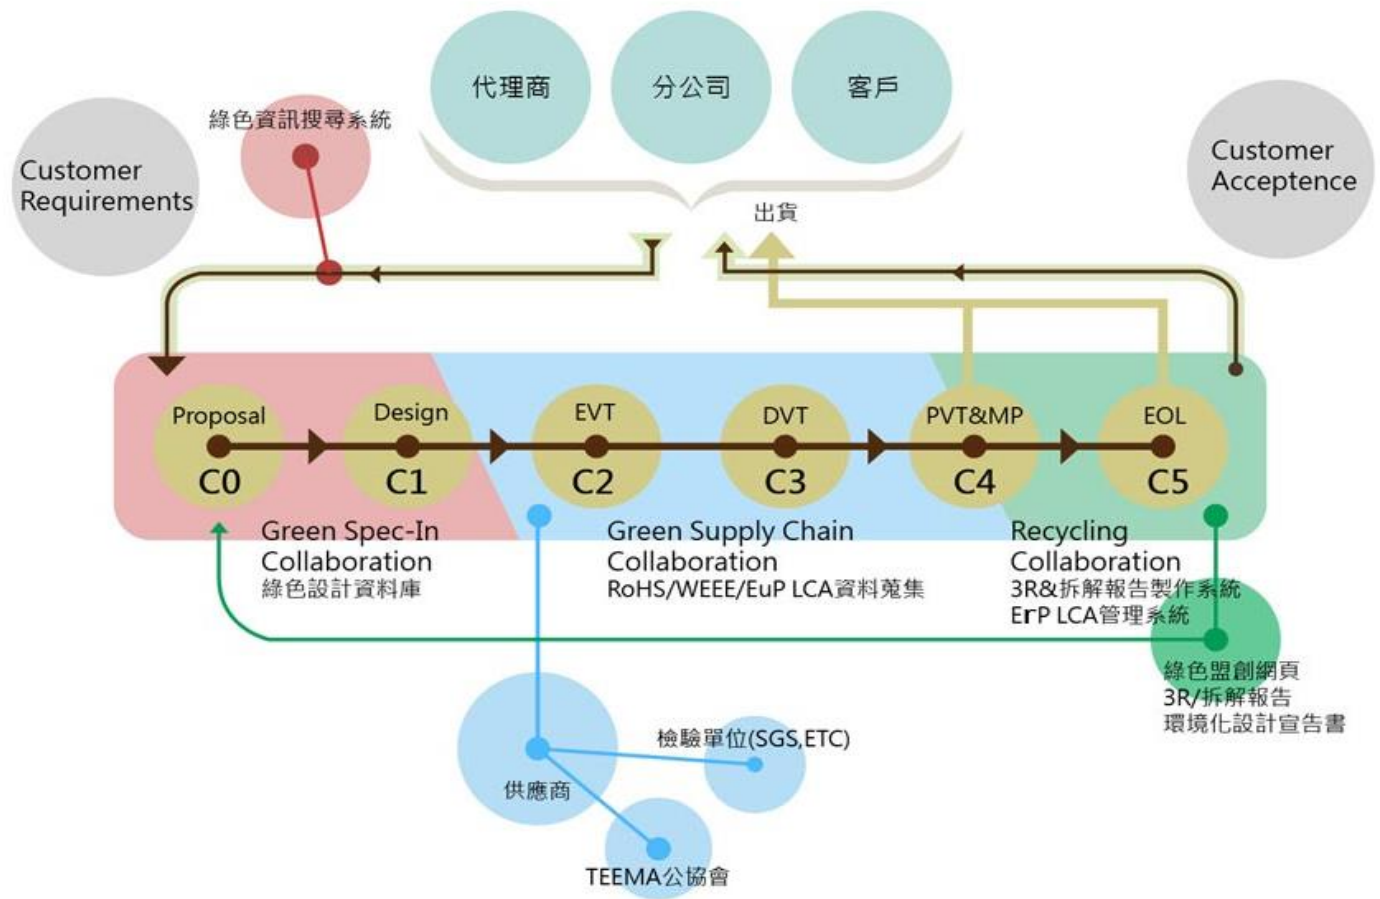 代理商
分公司
客戶
綠色資訊搜尋系統
Customer
Requirements
Customer
Acceptence
出貨
Proposal
C0
Design
C1
EVT
C2
DVT
C3
PVT&MP
C4
EOL
C5
Green Spec-In
Collaboration
綠色設計資料庫
Green Supply Chain
Collaboration
RoHS/WEEE/EuP LCA資料蒐集
Recycling
Collaboration
3R&拆解報告製作系統
ErP LCA管理系統
綠色盟創網頁
3R/拆解報告
環境化設計宣告書
檢驗單位(SGS,ETC)
供應商
TEEMA公協會